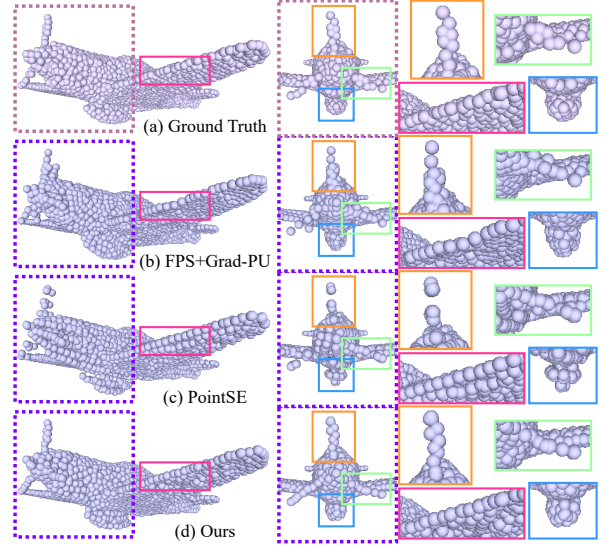 (a) Ground Truth
(b) FPS+Grad-PU
(c) PointSE
(d) Ours